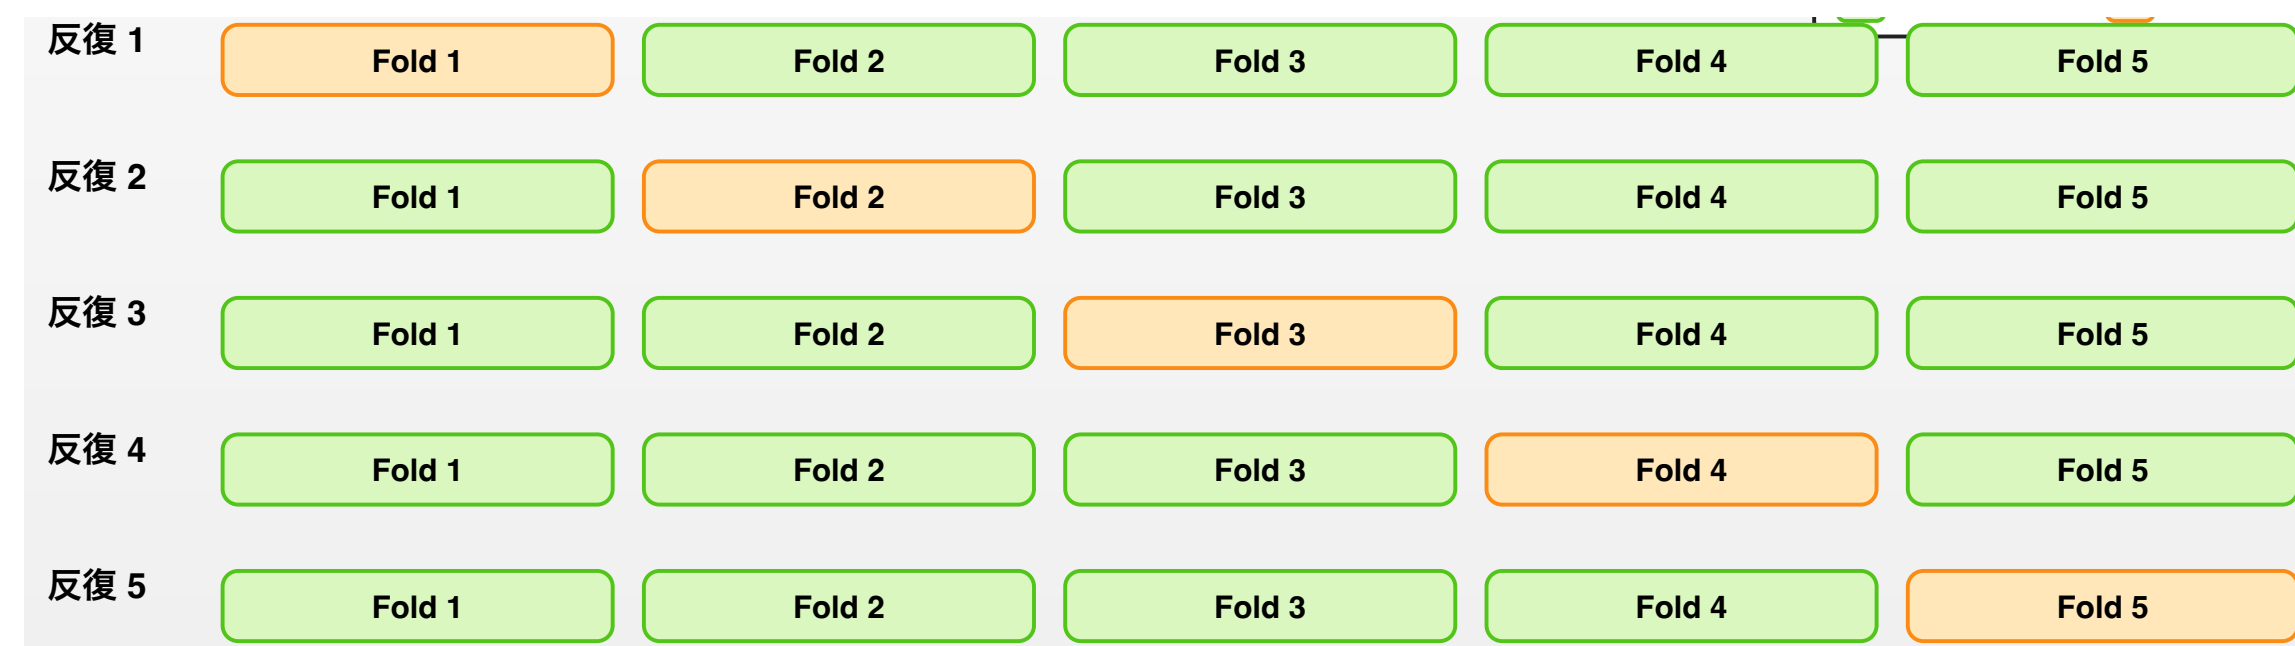 反復 1 Fold 1 Fold 2 Fold 3 Fold 4 Fold 5
反復 2 Fold 1 Fold 2 Fold 3 Fold 4 Fold 5
反復 3 Fold 1 Fold 2 Fold 3 Fold 4 Fold 5
反復 4 Fold 1 Fold 2 Fold 3 Fold 4 Fold 5
反復 5 Fold 1 Fold 2 Fold 3 Fold 4 Fold 5